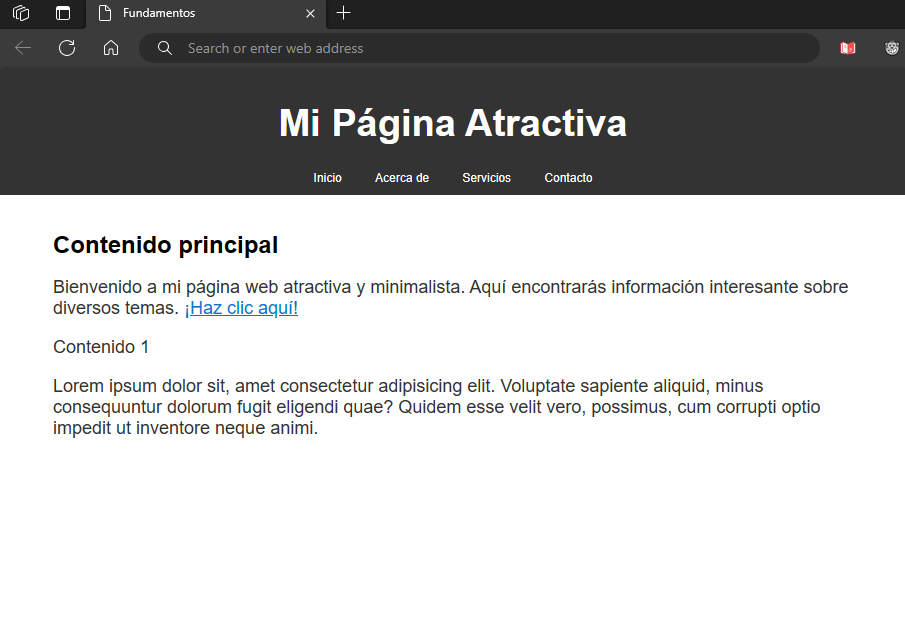 Fundamentos
Search or enter web address
Mi Página Atractiva
Inicio Acerca de Servicios Contacto
Contenido principal
Bienvenido a mi página web atractiva y minimalista. Aquí encontrarás información interesante sobre
diversos temas. ¡Haz clic aquí!
Contenido 1
Lorem ipsum dolor sit, amet consectetur adipisicing elit. Voluptate sapiente aliquid, minus
consequuntur dolorum fugit eligendi quae? Quidem esse velit vero, possimus, cum corrupti optio
impedit ut inventore neque animi.